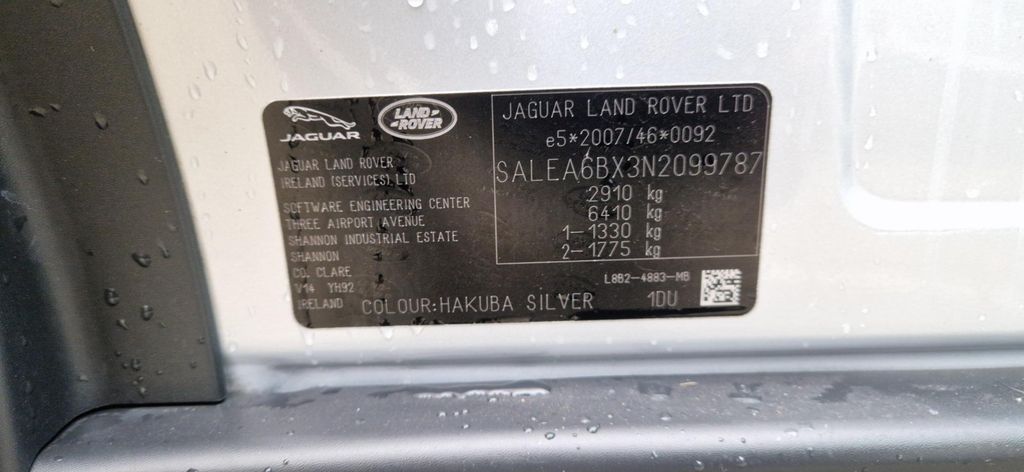 JAGUAR
LAND
ROVER
JAGUAR LAND ROVER
IRELAND (SERVICES) LTD
SOFTWARE ENGINEERING CENTER
THREE AIRPORT AVENUE
SHANNON INDUSTRIAL ESTATE
SHANNON
CO. CLARE
V14 YH92
IRELAND
COLOUR:HAKUBA SILVER
JAGUAR LAND ROVER LTD
e5*2007/46*0092
SALEA6BX3N2099787
2910 kg
6410 kg
1-1330 kg
2-1775 kg
L8B2-4883-MB
1DU